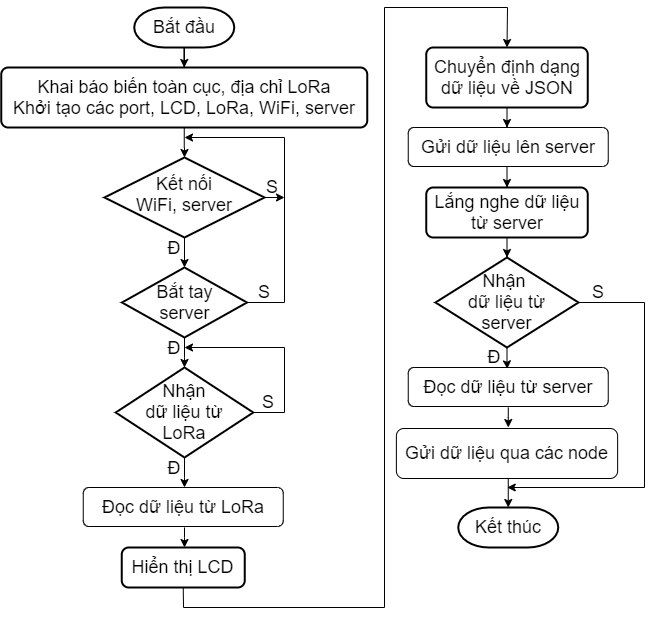 Bắt đầu
Khai báo biến toàn cục, địa chỉ LoRa
Khởi tạo các port, LCD, LoRa, WiFi, server
Kết nối
WiFi, server
S
Đ
Bắt tay
server
S
Đ
Nhận
dữ liệu từ
LoRa
S
Đ
Đọc dữ liệu từ LoRa
Hiển thị LCD
Chuyển định dạng
dữ liệu về JSON
Gửi dữ liệu lên server
Lắng nghe dữ liệu
từ server
Nhận
dữ liệu từ
server
S
Đ
Đọc dữ liệu từ server
Gửi dữ liệu qua các node
Kết thúc